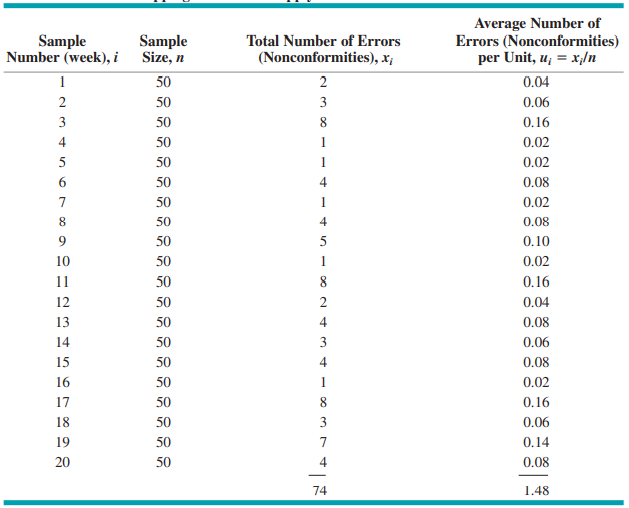 Average Number of
Sample Sample Total Number of Errors Errors (Nonconformities)
Number (week), i Size, n (Nonconformities), xᵢ per Unit, uᵢ = xᵢ/n
1 50 2 0.04
2 50 3 0.06
3 50 8 0.16
4 50 1 0.02
5 50 1 0.02
6 50 4 0.08
7 50 1 0.02
8 50 4 0.08
9 50 5 0.10
10 50 1 0.02
11 50 8 0.16
12 50 2 0.04
13 50 4 0.08
14 50 3 0.06
15 50 4 0.08
16 50 1 0.02
17 50 8 0.16
18 50 3 0.06
19 50 7 0.14
20 50 4 0.08
74 1.48